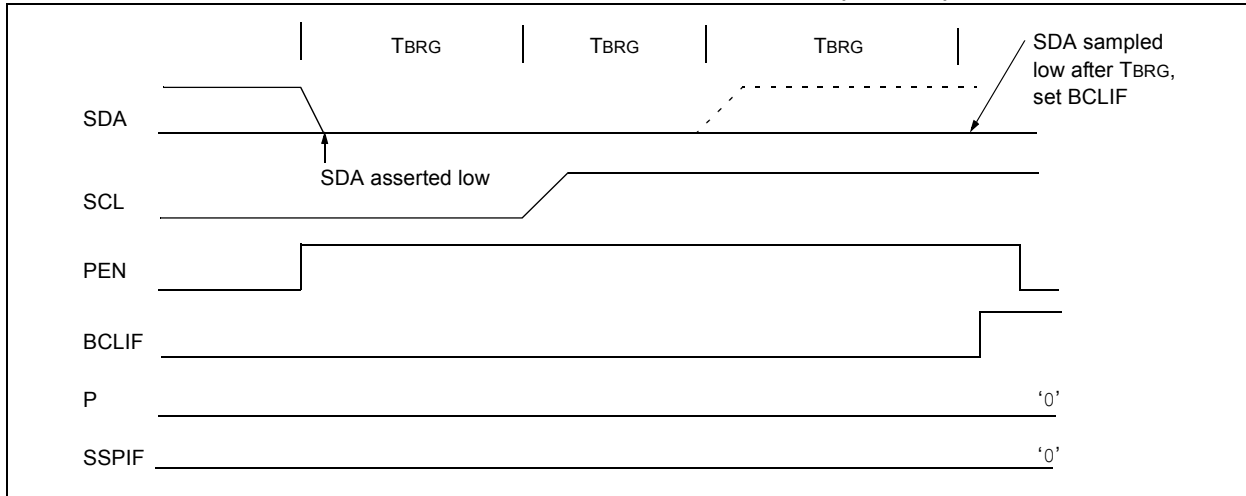 TBRG TBRG TBRG
SDA sampled
low after TBRG,
set BCLIF
SDA
SDA asserted low
SCL
PEN
BCLIF
P
‘0’
SSPIF
‘0’